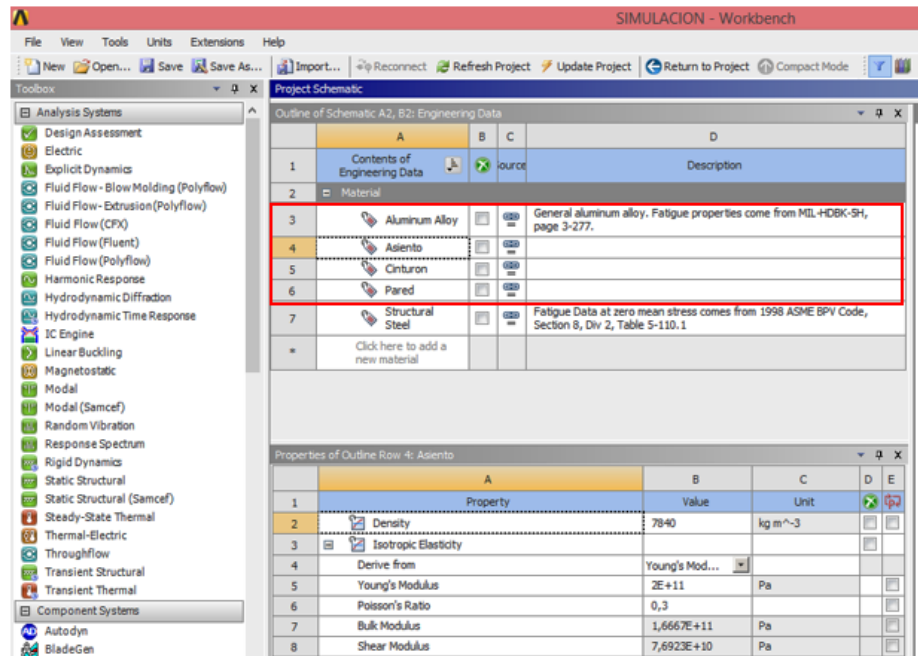 SIMULACION - Workbench
File View Tools Units Extensions Help
New Open... Save Save As... Import... Reconnect Refresh Project Update Project Return to Project Compact Mode
Toolbox
Project Schematic
Analysis Systems
Design Assessment
Electric
Explicit Dynamics
Fluid Flow - Blow Molding (Polyflow)
Fluid Flow - Extrusion (Polyflow)
Fluid Flow (CFX)
Fluid Flow (Fluent)
Fluid Flow (Polyflow)
Harmonic Response
Hydrodynamic Diffraction
Hydrodynamic Time Response
IC Engine
Linear Buckling
Magnetostatic
Modal
Modal (Samcef)
Random Vibration
Response Spectrum
Rigid Dynamics
Static Structural
Static Structural (Samcef)
Steady-State Thermal
Thermal-Electric
Throughflow
Transient Structural
Transient Thermal
Component Systems
Autodyn
BladeGen
Outline of Schematic A2, B2: Engineering Data
A B C D
1 Contents of Engineering Data ource Description
2 Material
3 Aluminum Alloy General aluminum alloy. Fatigue properties come from MIL-HDBK-5H,
page 3-277.
4 Asiento
5 Cinturon
6 Pared
7 Structural Steel Fatigue Data at zero mean stress comes from 1998 ASME BPV Code,
Section 8, Div 2, Table 5-110.1
* Click here to add a
new material
Properties of Outline Row 4: Asiento
A B C D E
1 Property Value Unit
2 Density 7840 kg m^-3
3 Isotropic Elasticity
4 Derive from Young's Mod...
5 Young's Modulus 2E+11 Pa
6 Poisson's Ratio 0,3
7 Bulk Modulus 1,6667E+11 Pa
8 Shear Modulus 7,6923E+10 Pa